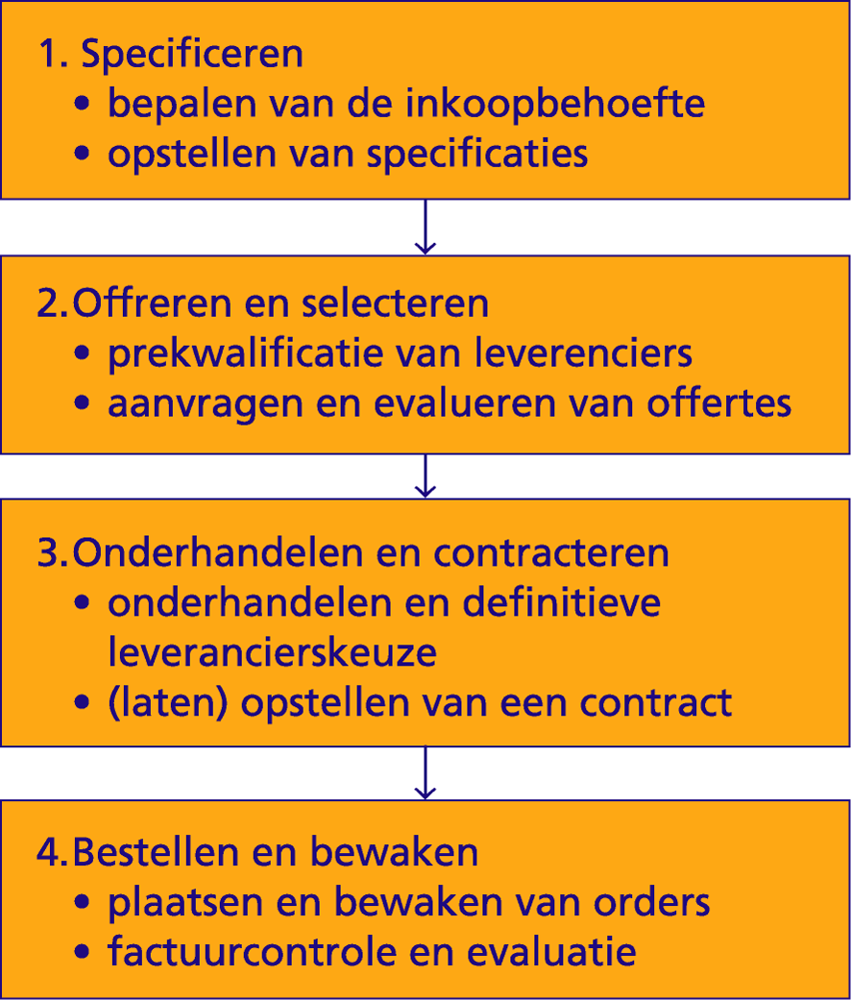 1. Specificeren
• bepalen van de inkoopbehoefte
• opstellen van specificaties
2. Offreren en selecteren
• prekwalificatie van leverenciers
• aanvragen en evalueren van offertes
3. Onderhandelen en contracteren
• onderhandelen en definitieve
leverancierskeuze
• (laten) opstellen van een contract
4. Bestellen en bewaken
• plaatsen en bewaken van orders
• factuurcontrole en evaluatie